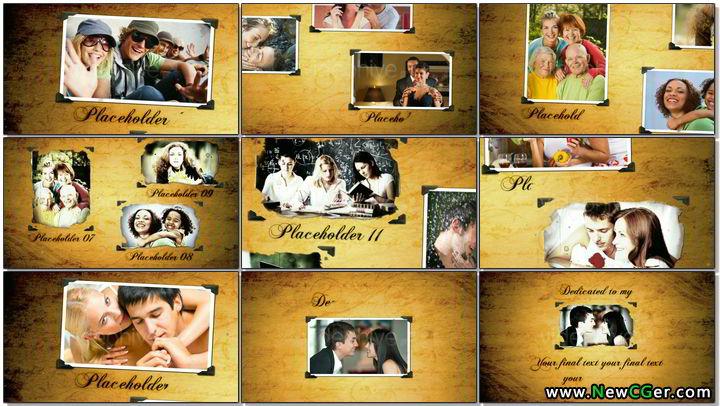 Placeholder
Placeho
Placehold
Placeholder 07
Placeholder 09
Placeholder 08
Placeholder 11
Pla
Placeholder
De
Dedicated to my
Your final text your final text
your
www.NewCGer.com